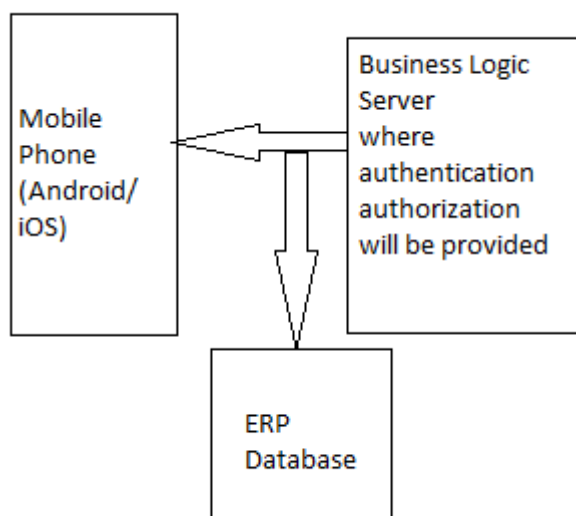 Mobile
Phone
(Android/
iOS)
Business Logic
Server
where
authentication
authorization
will be provided
ERP
Database